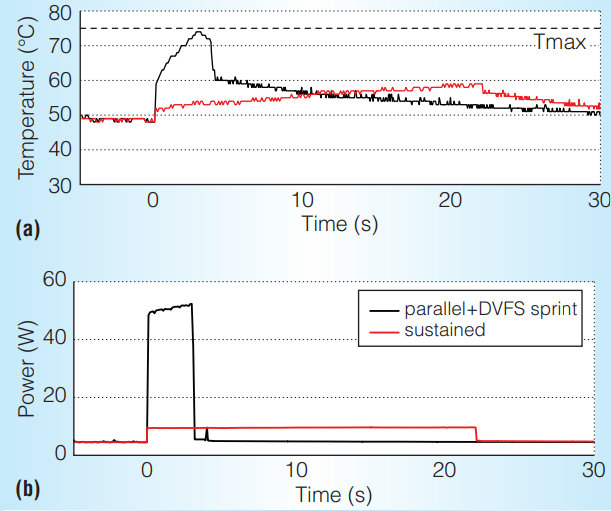 80
70
60
50
40
30
Temperature (°C)
Tmax
0 10 20 30
Time (s)
(a)
60
40
20
0
Power (W)
parallel+DVFS sprint
sustained
0 10 20 30
Time (s)
(b)